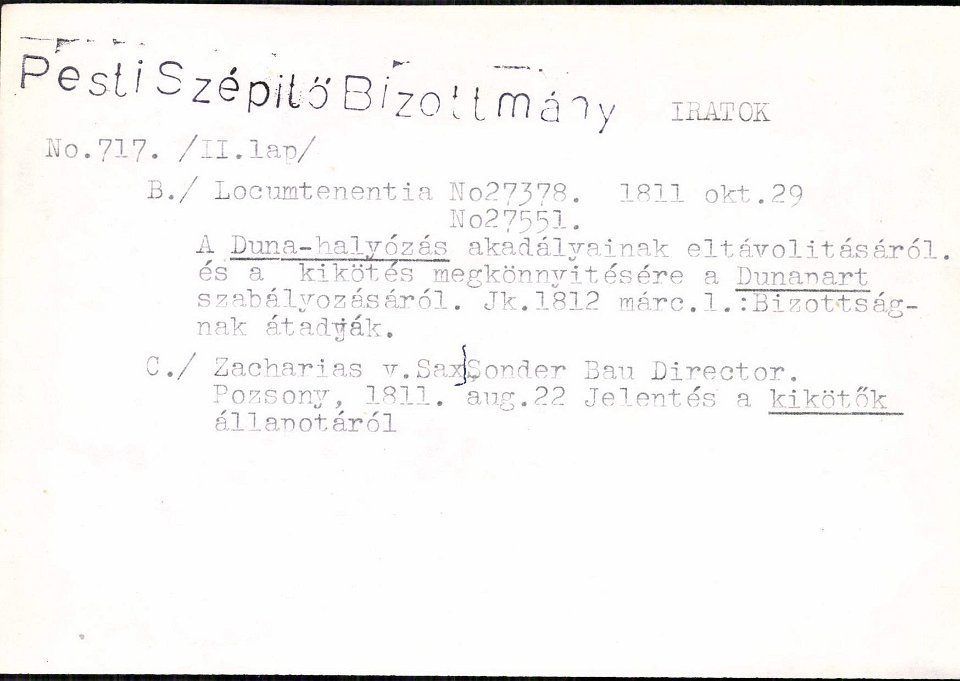 Pesti Szépitő Bizottmány IRATOK
No.717. /II.lap/
B./ Locumtenentia No27378. 1811 okt.29
No27551.
A Duna-halyózás akadályainak eltávolitásáról.
és a kikötés megkönnyitésére a Dunapart
szabályozásáról. Jk.1812 márc.1.:Bizottság-
nak átadják.
C./ Zacharias v.Sax Sonder Bau Director.
Pozsony, 1811. aug.22 Jelentés a kikötők
állapotáról